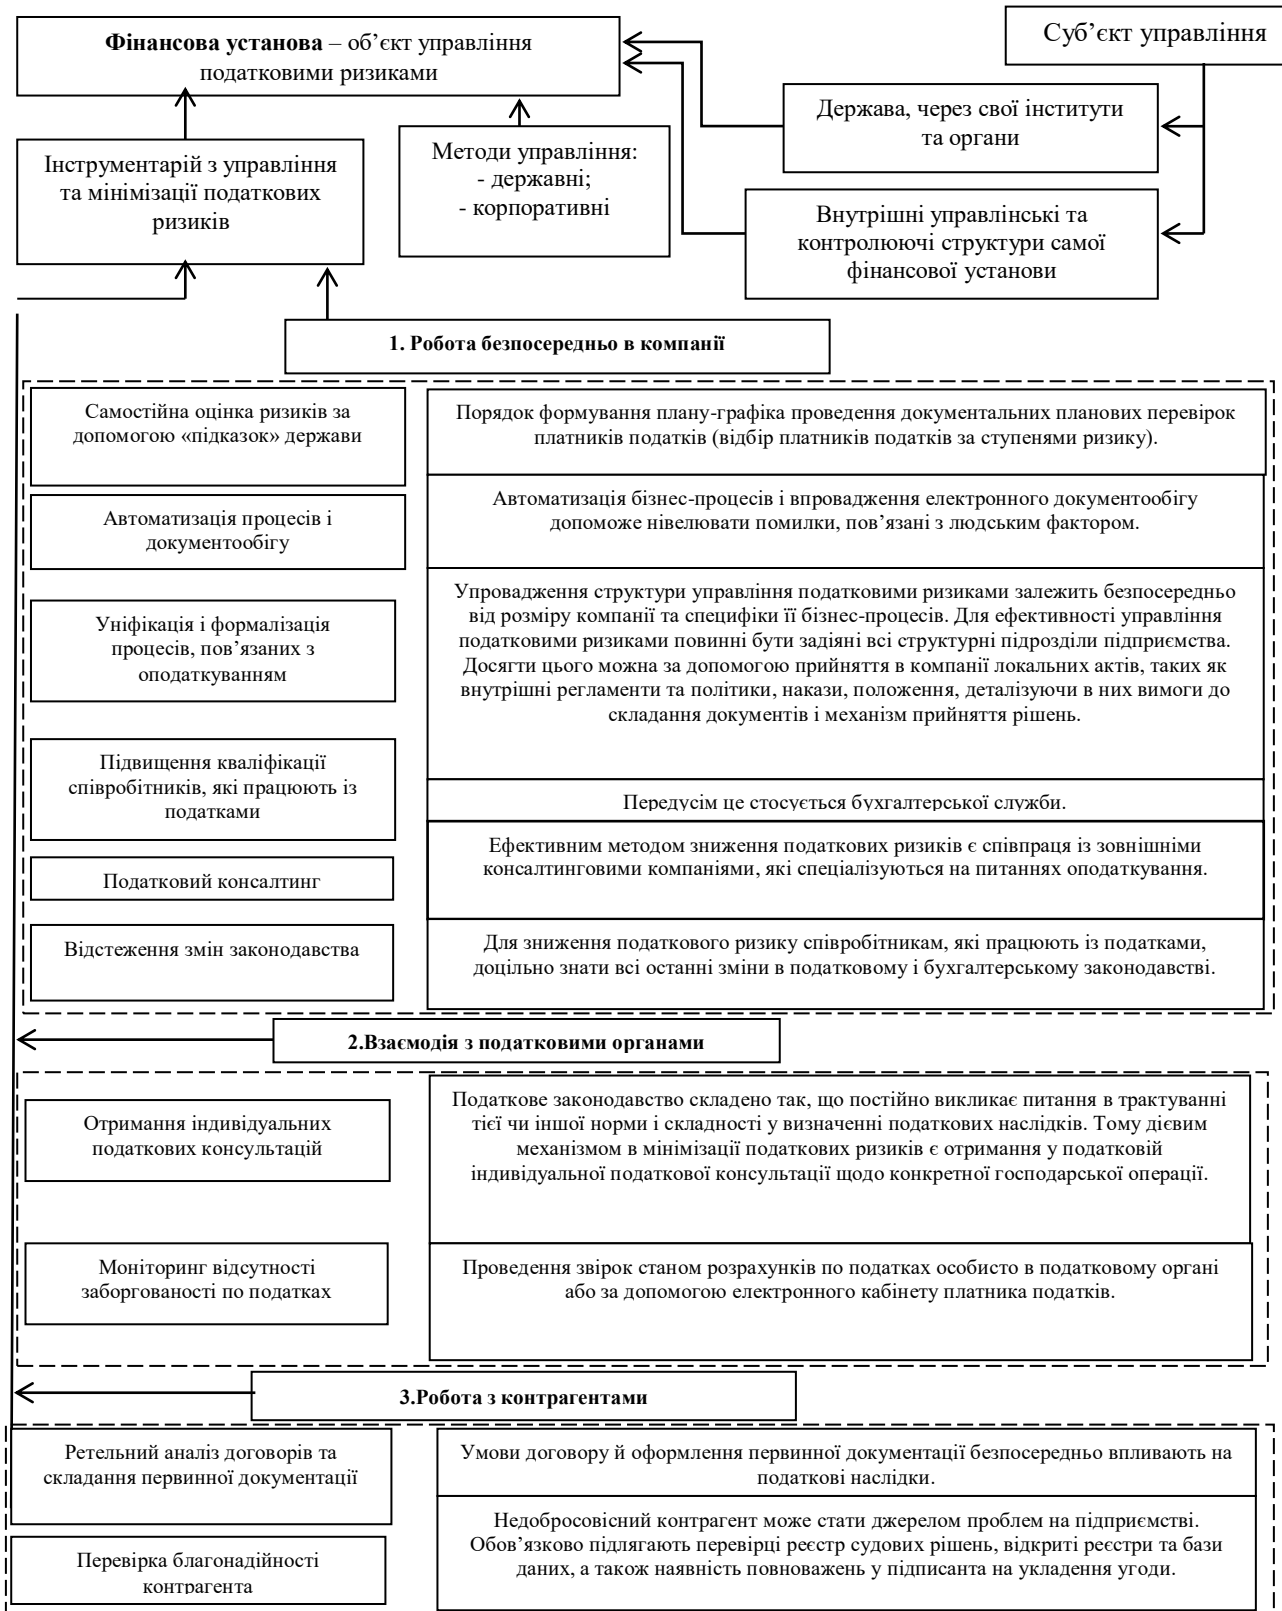 Фінансова установа – об’єкт управління
податковими ризиками
Суб’єкт управління
Держава, через свої інститути
та органи
Інструментарій з управління
та мінімізації податкових
ризиків
Методи управління:
- державні;
- корпоративні
Внутрішні управлінські та
контролюючі структури самої
фінансової установи
1. Робота безпосередньо в компанії
Самостійна оцінка ризиків за
допомогою «підказок» держави
Порядок формування плану-графіка проведення документальних планових перевірок
платників податків (відбір платників податків за ступенями ризику).
Автоматизація процесів і
документообігу
Автоматизація бізнес-процесів і впровадження електронного документообігу
допоможе нівелювати помилки, пов’язані з людським фактором.
Уніфікація і формалізація
процесів, пов’язаних з
оподаткуванням
Упровадження структури управління податковими ризиками залежить безпосередньо
від розміру компанії та специфіки її бізнес-процесів. Для ефективності управління
податковими ризиками повинні бути задіяні всі структурні підрозділи підприємства.
Досягти цього можна за допомогою прийняття в компанії локальних актів, таких як
внутрішні регламенти та політики, накази, положення, деталізуючи в них вимоги до
складання документів і механізм прийняття рішень.
Підвищення кваліфікації
співробітників, які працюють із
податками
Передусім це стосується бухгалтерської служби.
Податковий консалтинг
Ефективним методом зниження податкових ризиків є співпраця із зовнішніми
консалтинговими компаніями, які спеціалізуються на питаннях оподаткування.
Відстеження змін законодавства
Для зниження податкового ризику співробітникам, які працюють із податками,
доцільно знати всі останні зміни в податковому і бухгалтерському законодавстві.
2.Взаємодія з податковими органами
Отримання індивідуальних
податкових консультацій
Податкове законодавство складено так, що постійно викликає питання в трактуванні
тієї чи іншої норми і складності у визначенні податкових наслідків. Тому дієвим
механізмом в мінімізації податкових ризиків є отримання у податковій
індивідуальної податкової консультації щодо конкретної господарської операції.
Моніторинг відсутності
заборгованості по податках
Проведення звірок станом розрахунків по податках особисто в податковому органі
або за допомогою електронного кабінету платника податків.
3.Робота з контрагентами
Ретельний аналіз договорів та
складання первинної документації
Умови договору й оформлення первинної документації безпосередньо впливають на
податкові наслідки.
Перевірка благонадійності
контрагента
Недобросовісний контрагент може стати джерелом проблем на підприємстві.
Обов’язково підлягають перевірці реєстр судових рішень, відкриті реєстри та бази
даних, а також наявність повноважень у підписанта на укладення угоди.